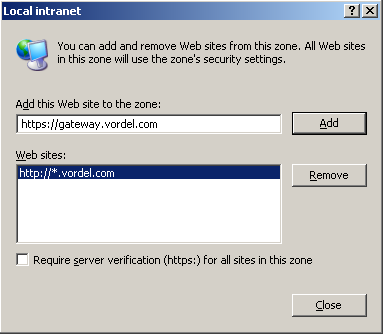 Local intranet
You can add and remove Web sites from this zone. All Web sites
in this zone will use the zone's security settings.
Add this Web site to the zone:
https://gateway.vordel.com
Add
Web sites:
http://*.vordel.com
Remove
Require server verification (https:) for all sites in this zone
Close